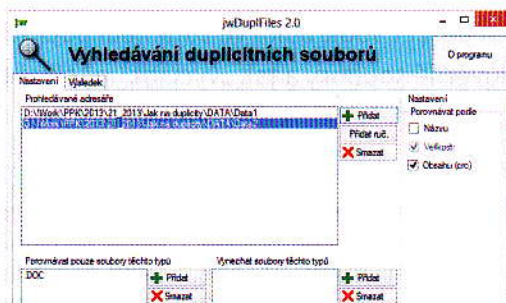 jw
jwDuplFiles 2.0
Vyhledávání duplicitních souborů
O programu
Nastavení
Výsledek
Prohledávané adresáře
D:\!Work\PPK\2013\21_2013\Jak na duplicity\DATA\Data1
Přidat
Přidat ruč.
Smazat
Nastavení
Porovnávat podle
Názvu
Velikosti
Obsahu (crc)
Porovnávat pouze soubory těchto typů
.DOC
Přidat
Smazat
Vynechat soubory těchto typů
Přidat
Smazat